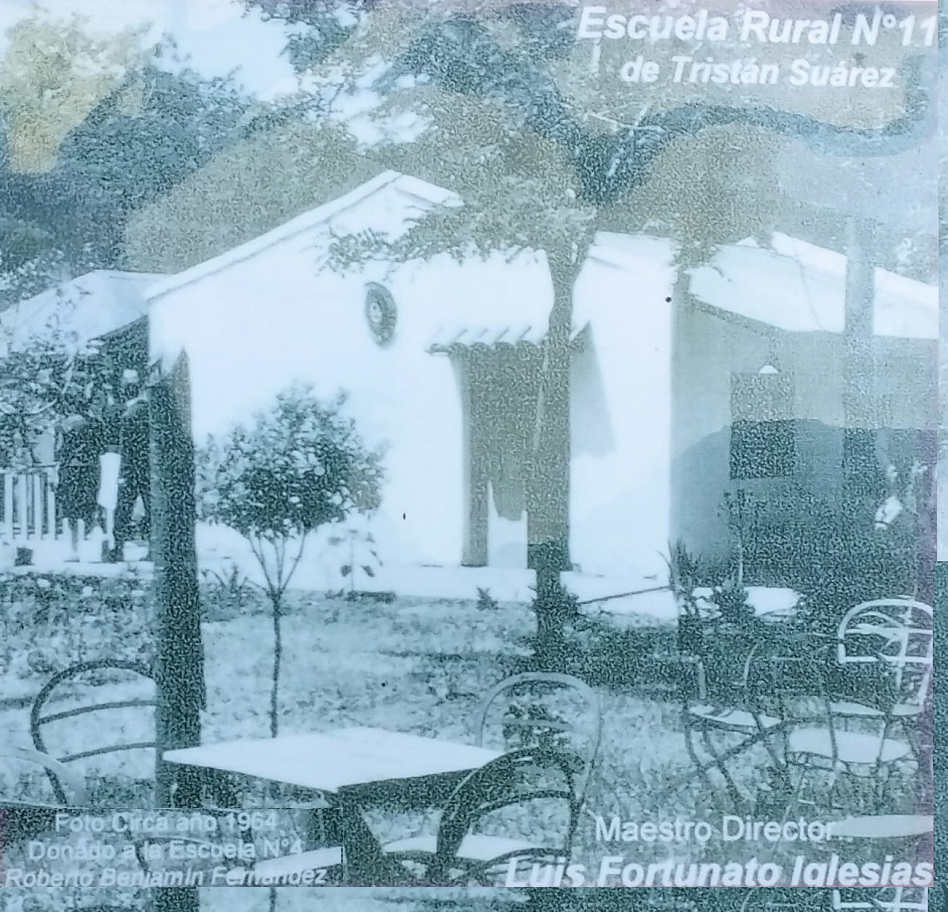 Escuela Rural N°11
de Tristán Suárez
Foto Circa año 1964
Donado a la Escuela N°4
Roberto Benjamín Fernández
Maestro Director
Luis Fortunato Iglesias